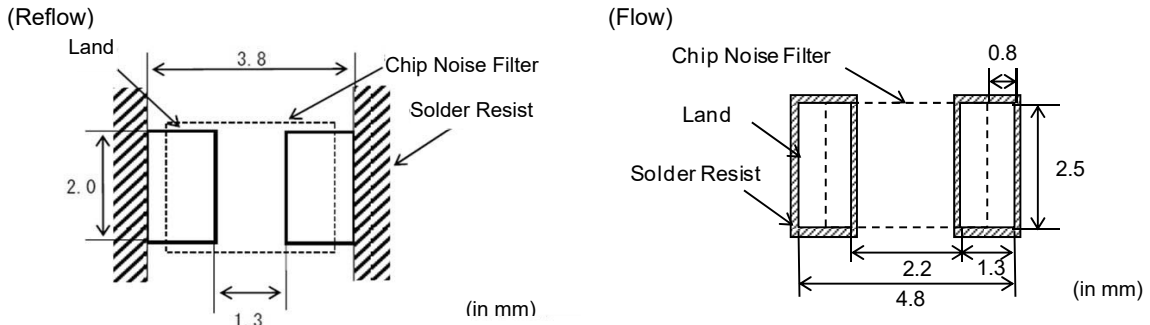 (Reflow)
Land
3.8
Chip Noise Filter
Solder Resist
2.0
1.3
(in mm)
(Flow)
0.8
Chip Noise Filter
Land
Solder Resist
2.5
2.2
1.3
4.8
(in mm)